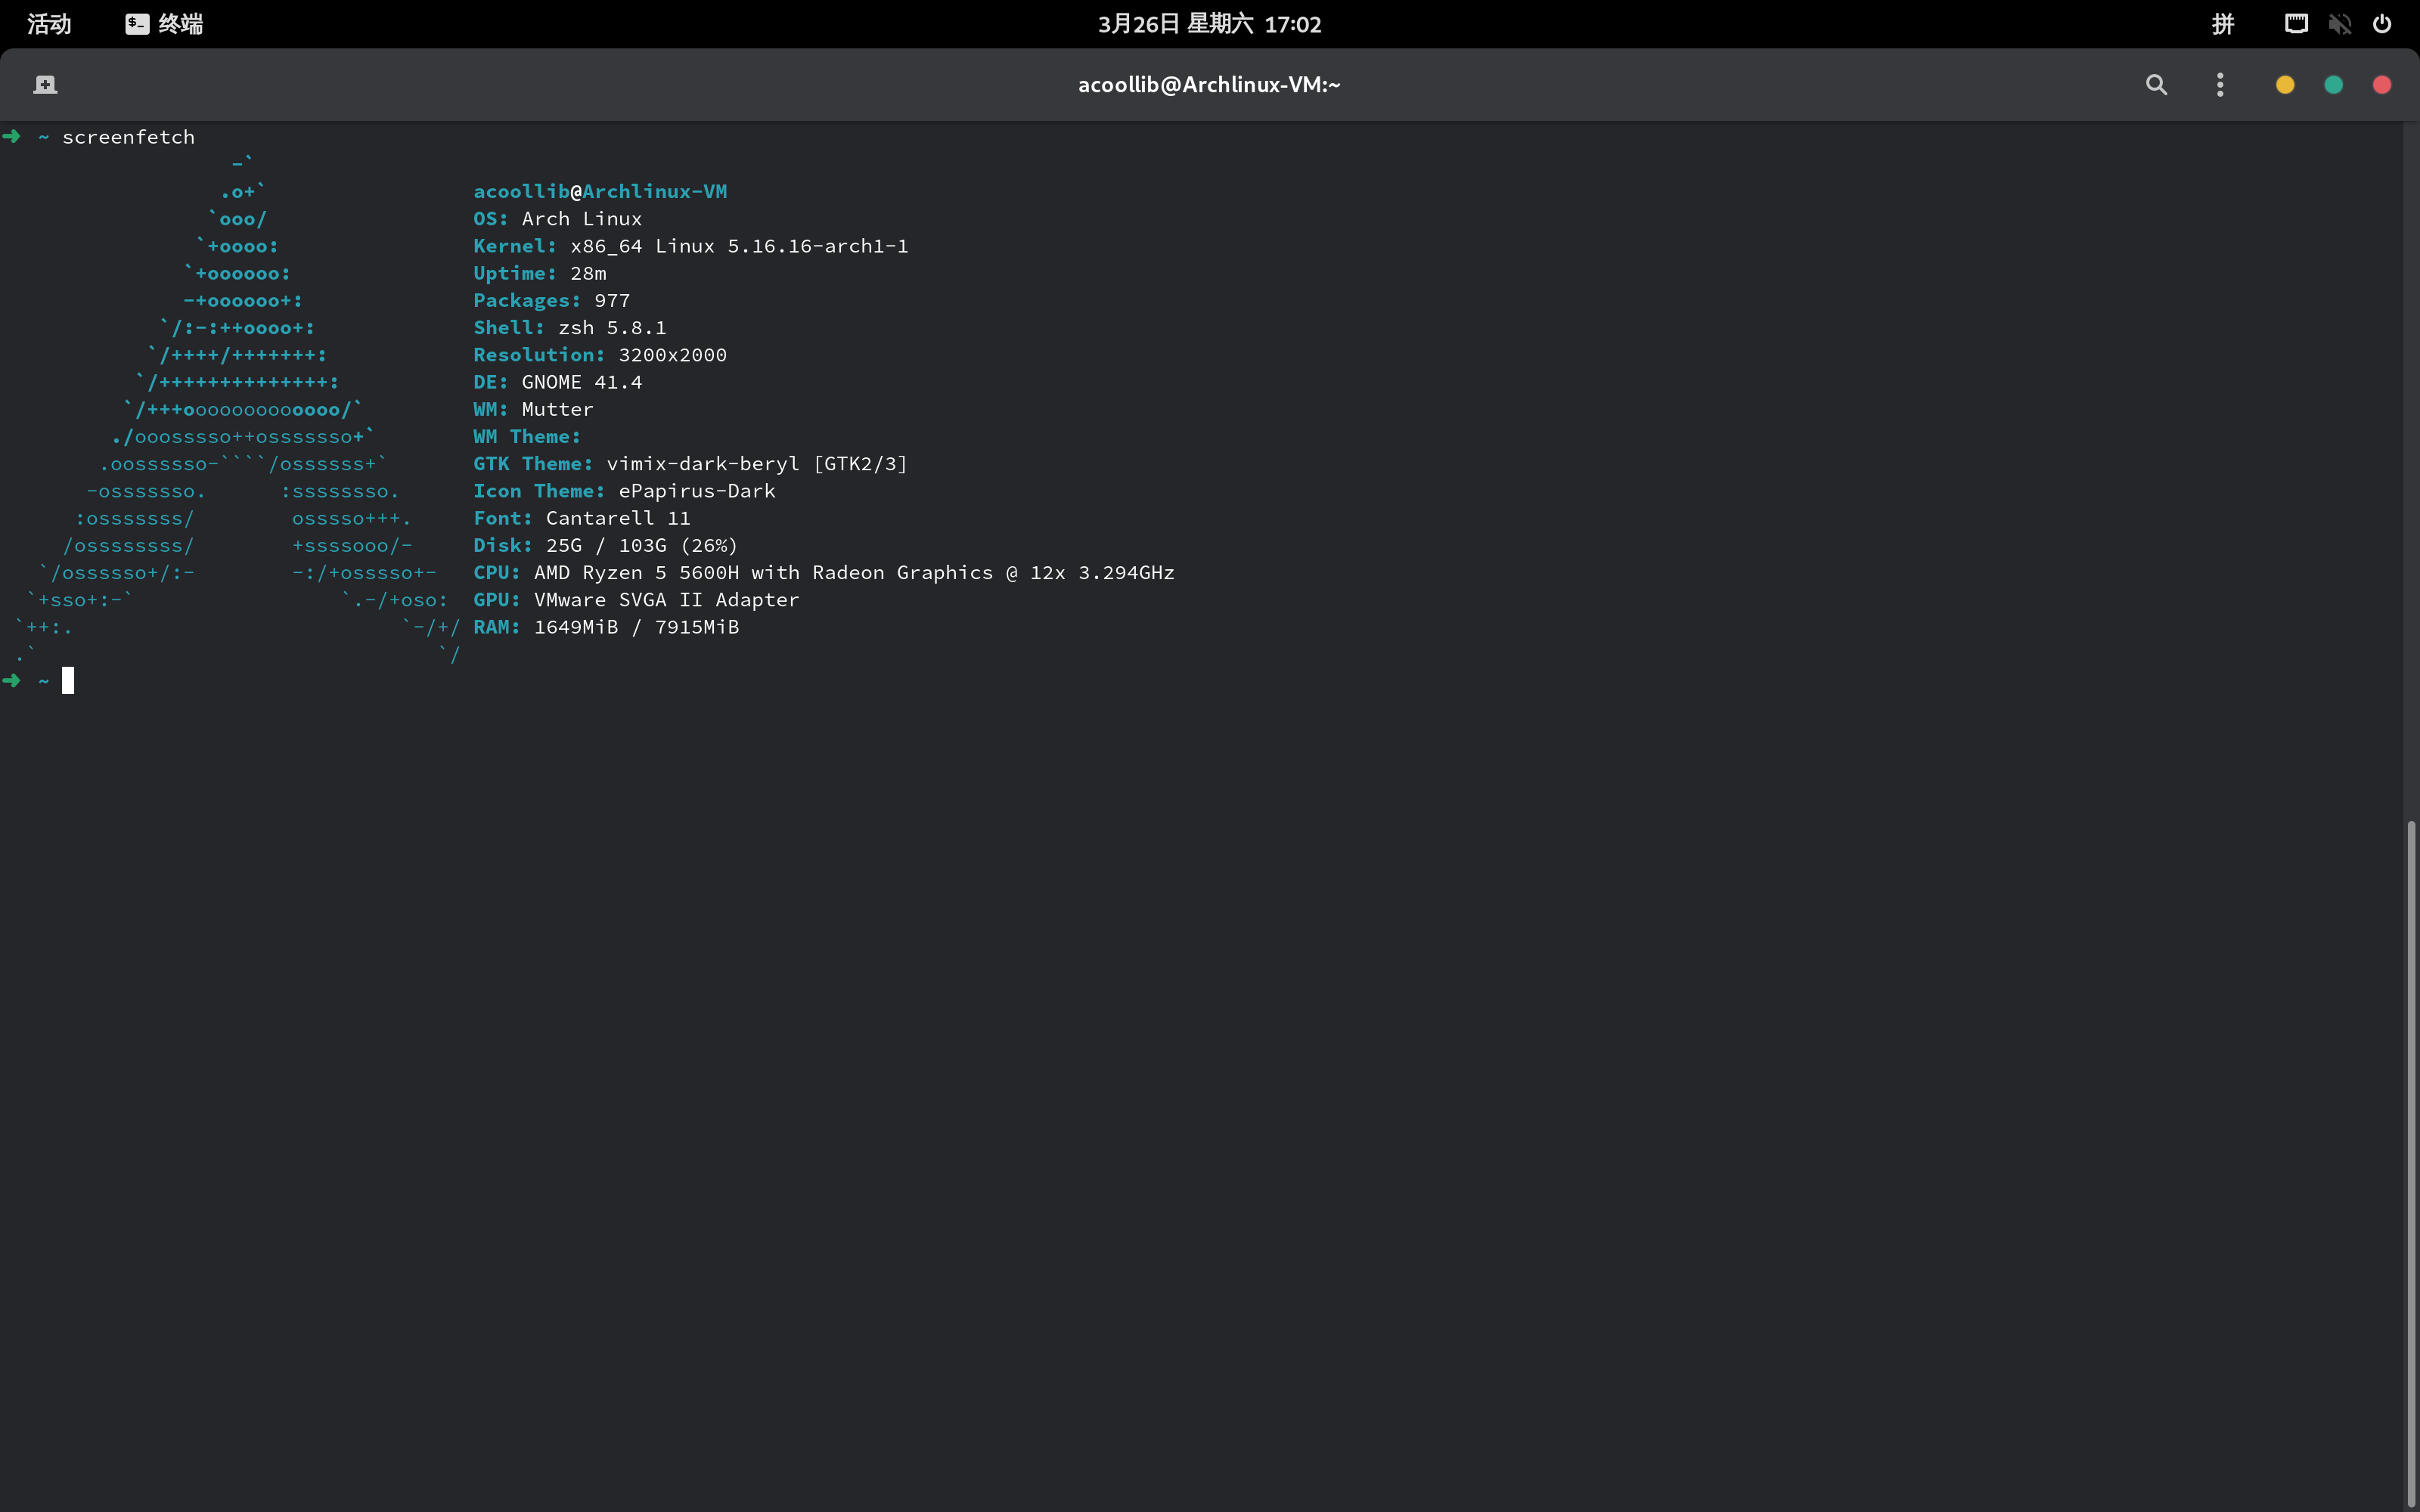 活动 终端 3月26日 星期六 17:02 拼
acoollib@Archlinux-VM:~
➜  ~ screenfetch
                   -`
                  .o+`                 acoollib@Archlinux-VM
                 `ooo/                 OS: Arch Linux
                `+oooo:                Kernel: x86_64 Linux 5.16.16-arch1-1
               `+oooooo:               Uptime: 28m
               -+oooooo+:              Packages: 977
             `/:-:++oooo+:             Shell: zsh 5.8.1
            `/++++/+++++++:            Resolution: 3200x2000
           `/++++++++++++++:           DE: GNOME 41.4
          `/+++ooooooooooooo/`         WM: Mutter
         ./ooosssso++osssssso+`        WM Theme:
        .oossssso-````/ossssss+`       GTK Theme: vimix-dark-beryl [GTK2/3]
       -osssssso.      :ssssssso.      Icon Theme: ePapirus-Dark
      :osssssss/        osssso+++.     Font: Cantarell 11
     /ossssssss/        +ssssooo/-     Disk: 25G / 103G (26%)
   `/ossssso+/:-        -:/+osssso+-   CPU: AMD Ryzen 5 5600H with Radeon Graphics @ 12x 3.294GHz
  `+sso+:-`                 `.-/+oso:  GPU: VMware SVGA II Adapter
 `++:.                           `-/+/ RAM: 1649MiB / 7915MiB
 .`                                 `/
➜  ~